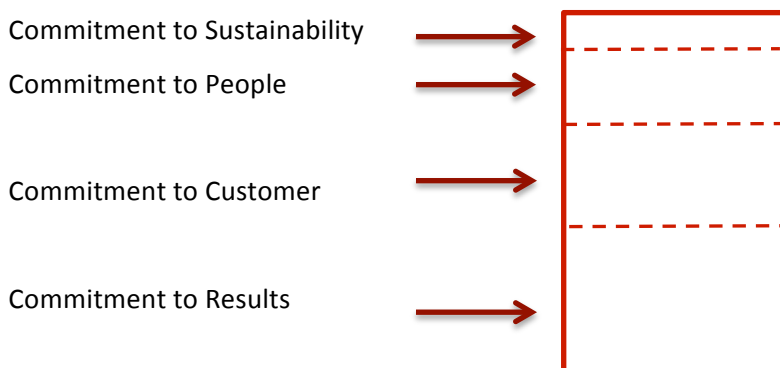 Commitment to Sustainability
Commitment to People
Commitment to Customer
Commitment to Results